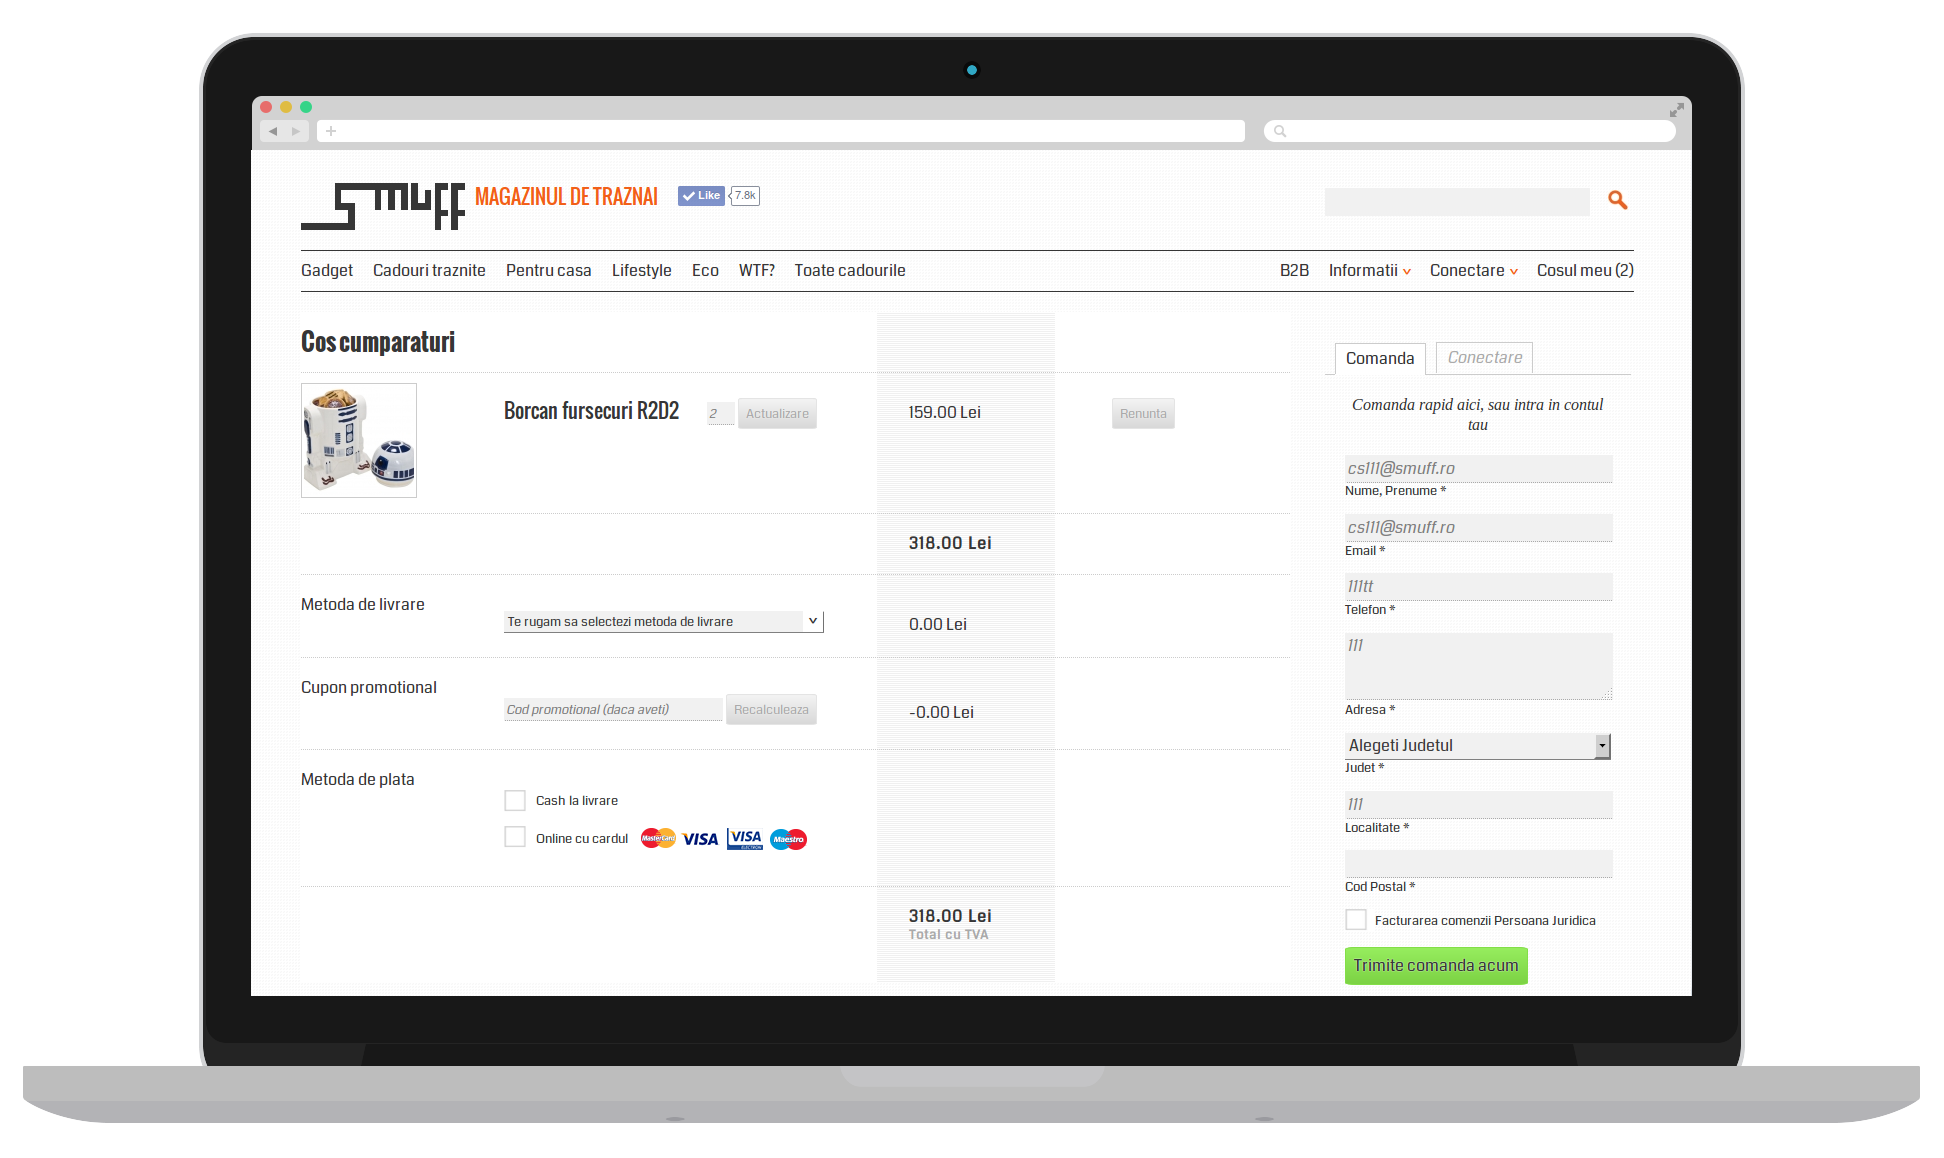 SMUFF MAGAZINUL DE TRAZNAI Like 7.8k
Gadget Cadouri traznite Pentru casa Lifestyle Eco WTF? Toate cadourile B2B Informatii Conectare Cosul meu (2)
Cos cumparaturi
Borcan fursecuri R2D2 2 Actualizare 159.00 Lei Renunta
318.00 Lei
Metoda de livrare
Te rugam sa selectezi metoda de livrare 0.00 Lei
Cupon promotional
Cod promotional (daca aveti) Recalculeaza -0.00 Lei
Metoda de plata
Cash la livrare
Online cu cardul MasterCard VISA VISA ELECTRON Maestro
318.00 Lei
Total cu TVA
Comanda Conectare
Comanda rapid aici, sau intra in contul
tau
cs111@smuff.ro
Nume, Prenume *
cs111@smuff.ro
Email *
111tt
Telefon *
111
Adresa *
Alegeti Judetul
Judet *
111
Localitate *
Cod Postal *
Facturarea comenzii Persoana Juridica
Trimite comanda acum